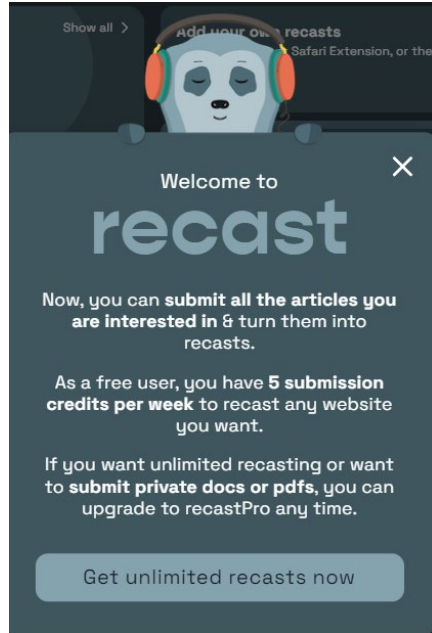 Show all >
Add your own recasts
Safari Extension, or the
Welcome to
recast
Now, you can submit all the articles you
are interested in & turn them into
recasts.
As a free user, you have 5 submission
credits per week to recast any website
you want.
If you want unlimited recasting or want
to submit private docs or pdfs, you can
upgrade to recastPro any time.
Get unlimited recasts now